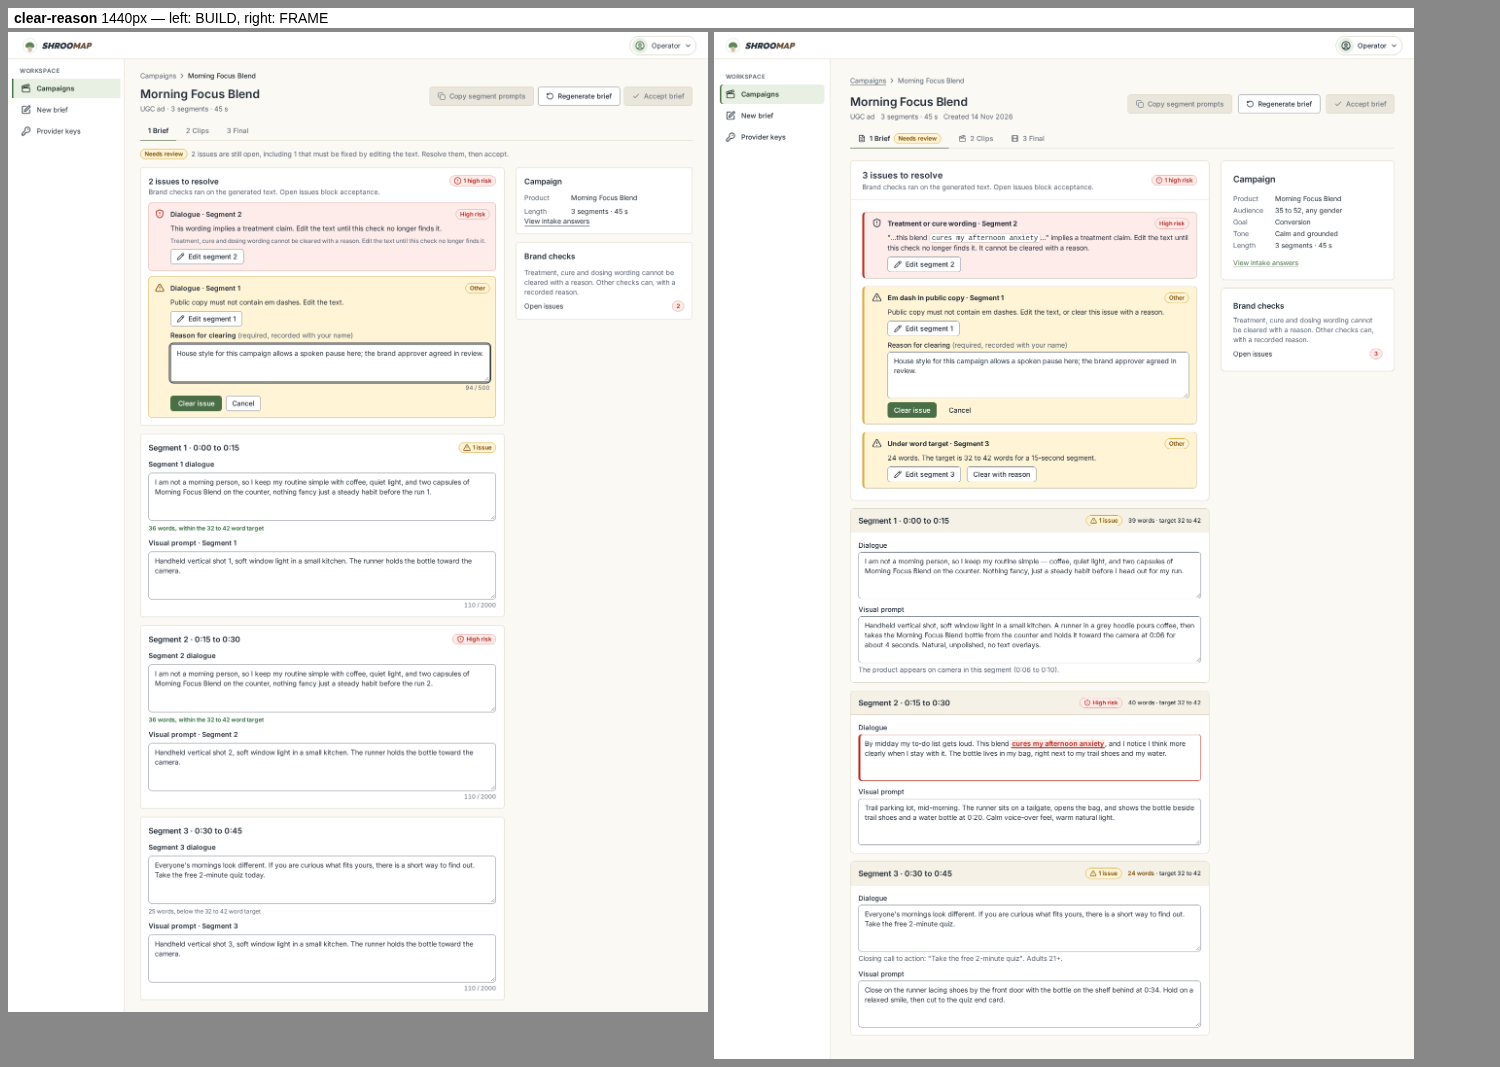 clear-reason 1440px — left: BUILD, right: FRAME
SHROOMAP
Operator
WORKSPACE
Campaigns
New brief
Provider keys
Campaigns > Morning Focus Blend
Morning Focus Blend
UGC ad · 3 segments · 45 s
Copy segment prompts
Regenerate brief
Accept brief
1 Brief
2 Clips
3 Final
Needs review
2 issues are still open, including 1 that must be fixed by editing the text. Resolve them, then accept.
2 issues to resolve
1 high risk
Brand checks ran on the generated text. Open issues block acceptance.
Dialogue · Segment 2
High risk
This wording implies a treatment claim. Edit the text until this check no longer finds it.
Treatment, cure and dosing wording cannot be cleared with a reason. Edit the text until this check no longer finds it.
Edit segment 2
Dialogue · Segment 1
Other
Public copy must not contain em dashes. Edit the text.
Edit segment 1
Reason for clearing (required, recorded with your name)
House style for this campaign allows a spoken pause here; the brand approver agreed in review.
94 / 500
Clear issue
Cancel
Campaign
Product Morning Focus Blend
Length 3 segments · 45 s
View intake answers
Brand checks
Treatment, cure and dosing wording cannot be
cleared with a reason. Other checks can, with a
recorded reason.
Open issues 2
Segment 1 · 0:00 to 0:15
1 issue
Segment 1 dialogue
I am not a morning person, so I keep my routine simple with coffee, quiet light, and two capsules of
Morning Focus Blend on the counter, nothing fancy just a steady habit before the run 1.
36 words, within the 32 to 42 word target
Visual prompt · Segment 1
Handheld vertical shot 1, soft window light in a small kitchen. The runner holds the bottle toward the
camera.
110 / 2000
Segment 2 · 0:15 to 0:30
High risk
Segment 2 dialogue
I am not a morning person, so I keep my routine simple with coffee, quiet light, and two capsules of
Morning Focus Blend on the counter, nothing fancy just a steady habit before the run 2.
36 words, within the 32 to 42 word target
Visual prompt · Segment 2
Handheld vertical shot 2, soft window light in a small kitchen. The runner holds the bottle toward the
camera.
110 / 2000
Segment 3 · 0:30 to 0:45
Segment 3 dialogue
Everyone's mornings look different. If you are curious what fits yours, there is a short way to find out.
Take the free 2-minute quiz today.
25 words, below the 32 to 42 word target
Visual prompt · Segment 3
Handheld vertical shot 3, soft window light in a small kitchen. The runner holds the bottle toward the
camera.
110 / 2000
SHROOMAP
Operator
WORKSPACE
Campaigns
New brief
Provider keys
Campaigns > Morning Focus Blend
Morning Focus Blend
UGC ad 3 segments · 45 s Created 14 Nov 2026
Copy segment prompts
Regenerate brief
Accept brief
1 Brief Needs review
2 Clips
3 Final
3 issues to resolve
1 high risk
Brand checks ran on the generated text. Open issues block acceptance.
Treatment or cure wording · Segment 2
High risk
"...this blend cures my afternoon anxiety..." implies a treatment claim. Edit the text until
this check no longer finds it. It cannot be cleared with a reason.
Edit segment 2
Em dash in public copy · Segment 1
Other
Public copy must not contain em dashes. Edit the text, or clear this issue with a reason.
Edit segment 1
Reason for clearing (required, recorded with your name)
House style for this campaign allows a spoken pause here; the brand approver agreed in
review.
Clear issue
Cancel
Under word target · Segment 3
Other
24 words. The target is 32 to 42 words for a 15-second segment.
Edit segment 3
Clear with reason
Campaign
Product Morning Focus Blend
Audience 35 to 52, any gender
Goal Conversion
Tone Calm and grounded
Length 3 segments · 45 s
View intake answers
Brand checks
Treatment, cure and dosing wording cannot
be cleared with a reason. Other checks can,
with a recorded reason.
Open issues 3
Segment 1 · 0:00 to 0:15
1 issue
39 words · target 32 to 42
Dialogue
I am not a morning person, so I keep my routine simple — coffee, quiet light, and two capsules of
Morning Focus Blend on the counter. Nothing fancy, just a steady habit before I head out for my run.
Visual prompt
Handheld vertical shot, soft window light in a small kitchen. A runner in a grey hoodie pours coffee, then
takes the Morning Focus Blend bottle from the counter and holds it toward the camera at 0:06 for
about 4 seconds. Natural, unpolished, no text overlays.
The product appears on camera in this segment (0:06 to 0:10).
Segment 2 · 0:15 to 0:30
High risk
40 words · target 32 to 42
Dialogue
By midday my to-do list gets loud. This blend cures my afternoon anxiety, and I notice I think more
clearly when I stay with it. The bottle lives in my bag, right next to my trail shoes and my water.
Visual prompt
Trail parking lot, mid-morning. The runner sits on a tailgate, opens the bag, and shows the bottle beside
trail shoes and a water bottle at 0:20. Calm voice-over feel, warm natural light.
Segment 3 · 0:30 to 0:45
1 issue
24 words · target 32 to 42
Dialogue
Everyone's mornings look different. If you are curious what fits yours, there is a short way to find out.
Take the free 2-minute quiz.
Closing call to action: "Take the free 2-minute quiz". Adults 21+.
Visual prompt
Close on the runner lacing shoes by the front door with the bottle on the shelf behind at 0:34. Hold on a
relaxed smile, then cut to the quiz end card.